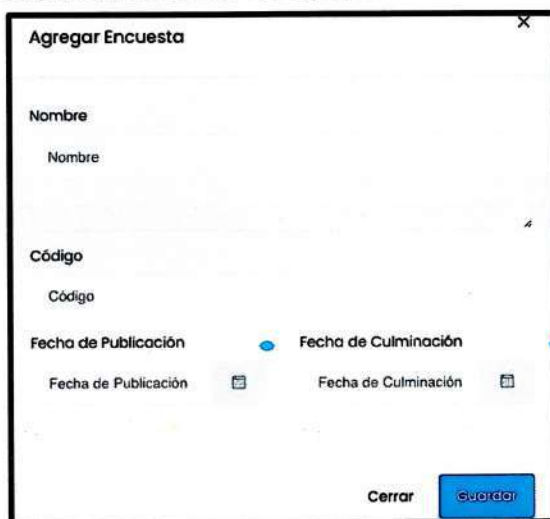 Agregar Encuesta
Nombre
Nombre
Código
Código
Fecha de Publicación Fecha de Culminación
Fecha de Publicación Fecha de Culminación
Cerrar Guardar